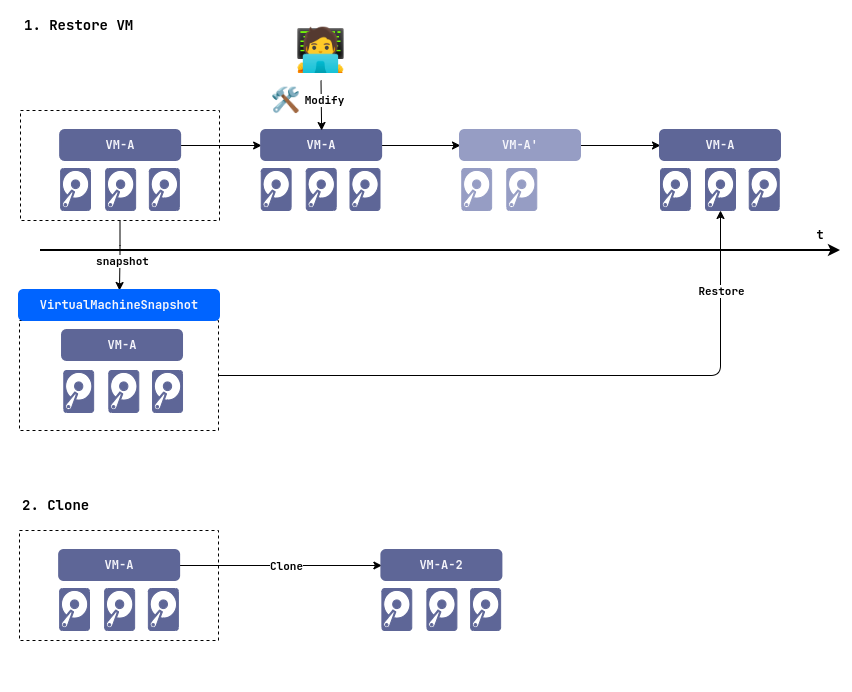 1. Restore VM
Modify
VM-A
VM-A
VM-A'
VM-A
t
snapshot
Restore
VirtualMachineSnapshot
VM-A
2. Clone
VM-A
Clone
VM-A-2